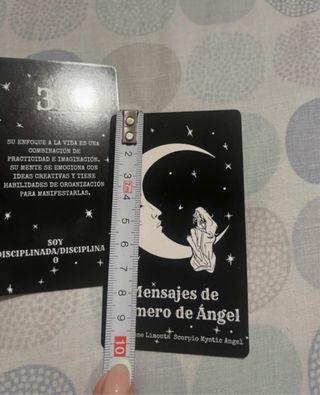 3
SU ENFOQUE A LA VIDA ES UNA
COMBINACIÓN DE
PRACTICIDAD E IMAGINACIÓN.
SU MENTE SE EMOCIONA CON
IDEAS CREATIVAS Y TIENE
HABILIDADES DE ORGANIZACIÓN
PARA MANIFESTARLAS.
SOY
DISCIPLINADA/DISCIPLINA
O
2
3
4
5
6
7
8
9
10
Mensajes de
mero de Ángel
Limonta Scorpio Mystic Angel